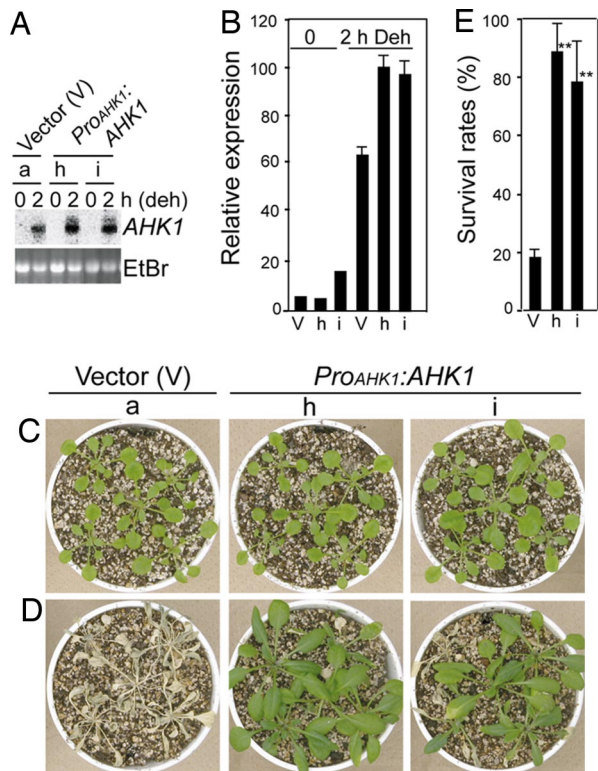 A
Vector (V)
ProAHK1:
AHK1
a h i
0 2 0 2 0 2 h (deh)
AHK1
EtBr
B
Relative expression
120
100
80
60
40
20
0
0 2 h Deh
V h i V h i
E
Survival rates (%)
100
80
60
40
20
0
**
**
V h i
Vector (V) ProAHK1:AHK1
a h i
C
D